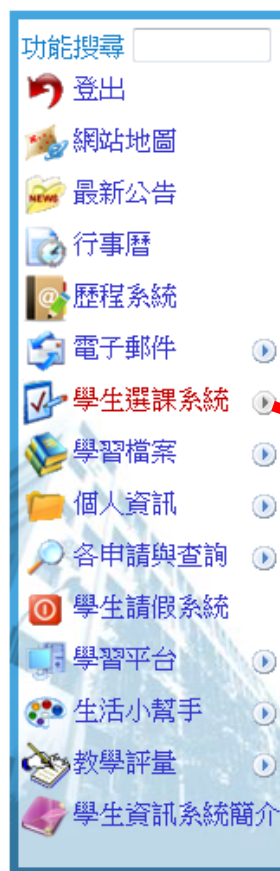 功能搜尋
登出
網站地圖
NEWS
最新公告
行事曆
@
歷程系統
電子郵件
學生選課系統
學習檔案
個人資訊
各申請與查詢
學生請假系統
學習平台
生活小幫手
教學評量
學生資訊系統簡介